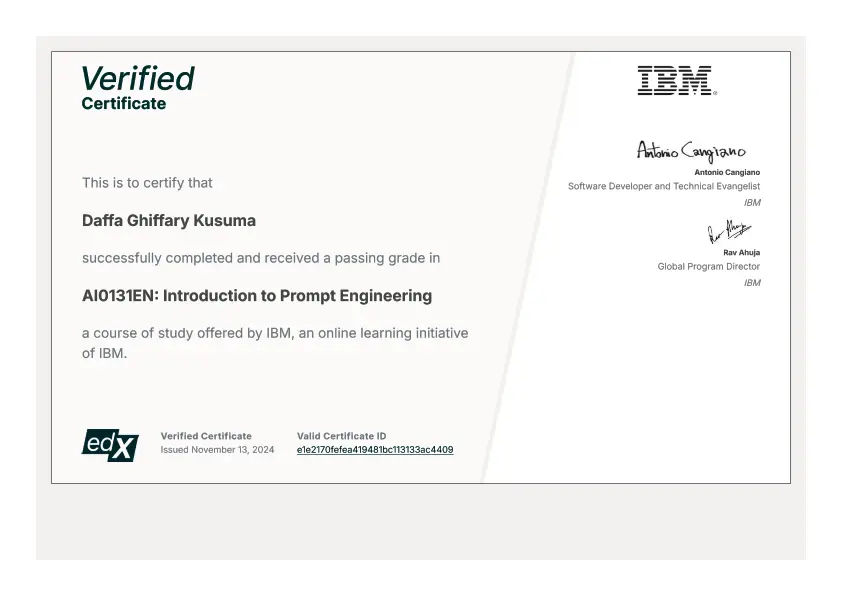 Verified
Certificate
IBM
This is to certify that
Daffa Ghiffary Kusuma
successfully completed and received a passing grade in
AI0131EN: Introduction to Prompt Engineering
a course of study offered by IBM, an online learning initiative
of IBM.
Antonio Cangiano
Antonio Cangiano
Software Developer and Technical Evangelist
IBM
Rav Ahuja
Rav Ahuja
Global Program Director
IBM
edX
Verified Certificate
Issued November 13, 2024
Valid Certificate ID
e1e2170fefea419481bc113133ac4409